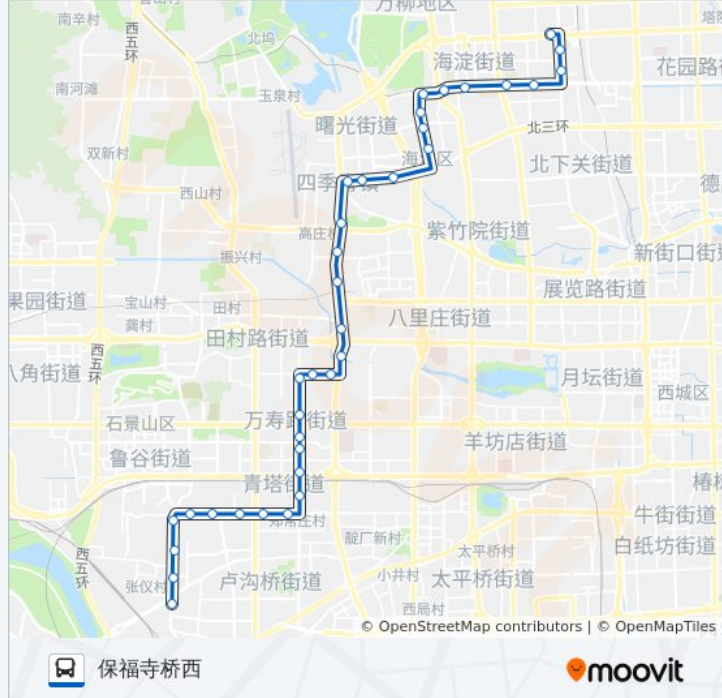 万柳地区
南辛村
西五环
北坞
塔院
海淀街道
花园路街
南河滩
玉泉村
曙光街道
北三环
双新村
海
区
北下关街道
四季
镇
德
西山村
高庄村
紫竹院街道
新街口街道
振兴村
展览路街道
果园街道
宝山村
田村
龚村
八里庄街道
田村路街道
西五环
八角街道
月坛街道
西城区
石景山区
万寿路街道
羊坊店街道
鲁谷街道
青塔街道
椿树
郑常庄村
牛街街道
靛厂新村
白纸坊街道
太平桥村
西五环
张仪村
卢沟桥街道
小井村
太平桥街道
西局村
© OpenStreetMap contributors | © OpenMapTiles
保福寺桥西
moovit